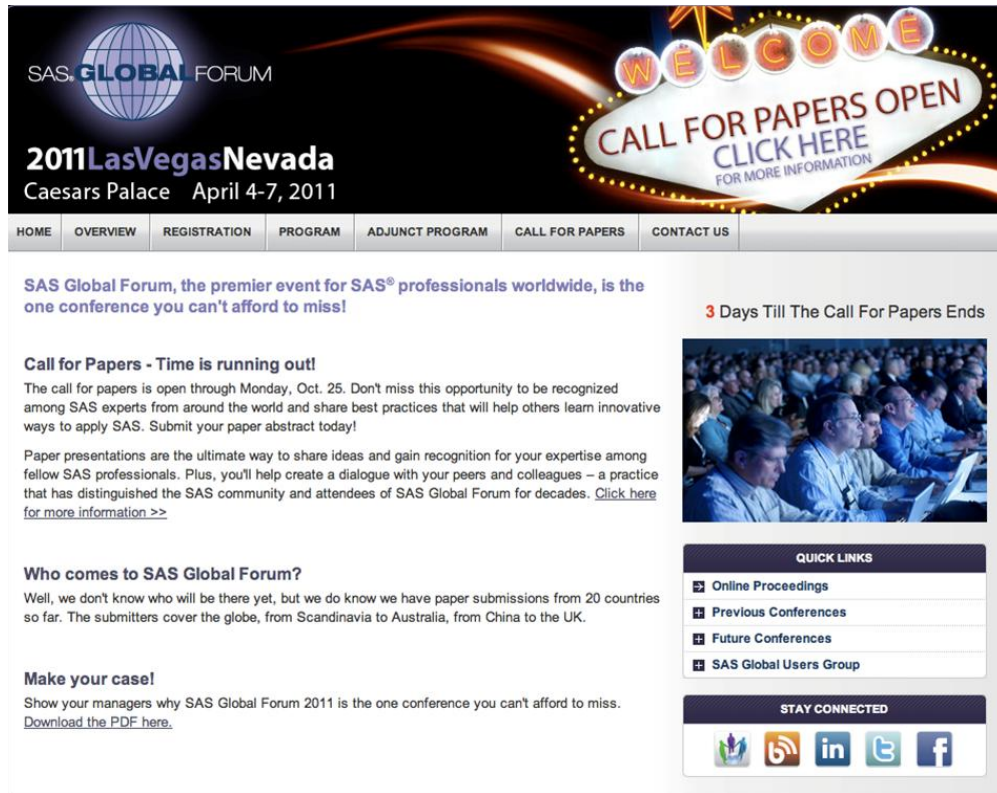 SAS® GLOBAL FORUM
2011LasVegasNevada
Caesars Palace April 4-7, 2011
WELCOME
CALL FOR PAPERS OPEN
CLICK HERE
FOR MORE INFORMATION
HOME OVERVIEW REGISTRATION PROGRAM ADJUNCT PROGRAM CALL FOR PAPERS CONTACT US
SAS Global Forum, the premier event for SAS® professionals worldwide, is the
one conference you can't afford to miss!
Call for Papers - Time is running out!
The call for papers is open through Monday, Oct. 25. Don't miss this opportunity to be recognized
among SAS experts from around the world and share best practices that will help others learn innovative
ways to apply SAS. Submit your paper abstract today!
Paper presentations are the ultimate way to share ideas and gain recognition for your expertise among
fellow SAS professionals. Plus, you'll help create a dialogue with your peers and colleagues – a practice
that has distinguished the SAS community and attendees of SAS Global Forum for decades. Click here
for more information >>
Who comes to SAS Global Forum?
Well, we don't know who will be there yet, but we do know we have paper submissions from 20 countries
so far. The submitters cover the globe, from Scandinavia to Australia, from China to the UK.
Make your case!
Show your managers why SAS Global Forum 2011 is the one conference you can't afford to miss.
Download the PDF here.
3 Days Till The Call For Papers Ends
QUICK LINKS
Online Proceedings
Previous Conferences
Future Conferences
SAS Global Users Group
STAY CONNECTED
b
in
t
f